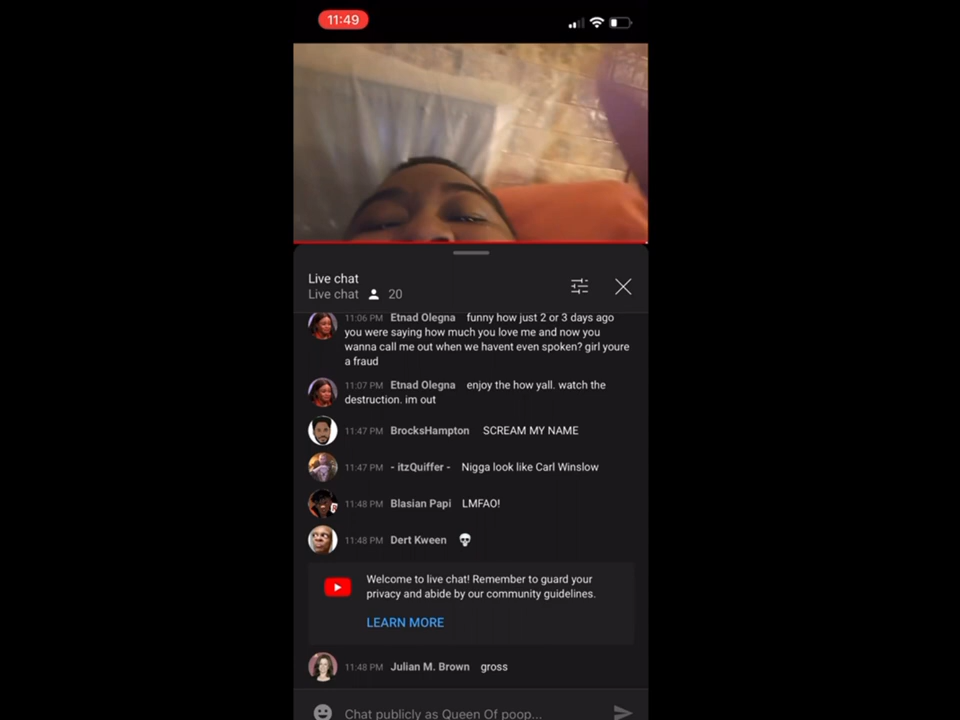 11:49
Live chat
Live chat 20
11:06 PM Etnad Olegna funny how just 2 or 3 days ago
you were saying how much you love me and now you
wanna call me out when we havent even spoken? girl youre
a fraud
11:07 PM Etnad Olegna enjoy the how yall. watch the
destruction. im out
11:47 PM BrocksHampton SCREAM MY NAME
11:47 PM - itzQuiffer - Nigga look like Carl Winslow
11:48 PM Blasian Papi LMFAO!
11:48 PM Dert Kween 💀
Welcome to live chat! Remember to guard your
privacy and abide by our community guidelines.
LEARN MORE
11:48 PM Julian M. Brown gross
Chat publicly as Queen Of poop...